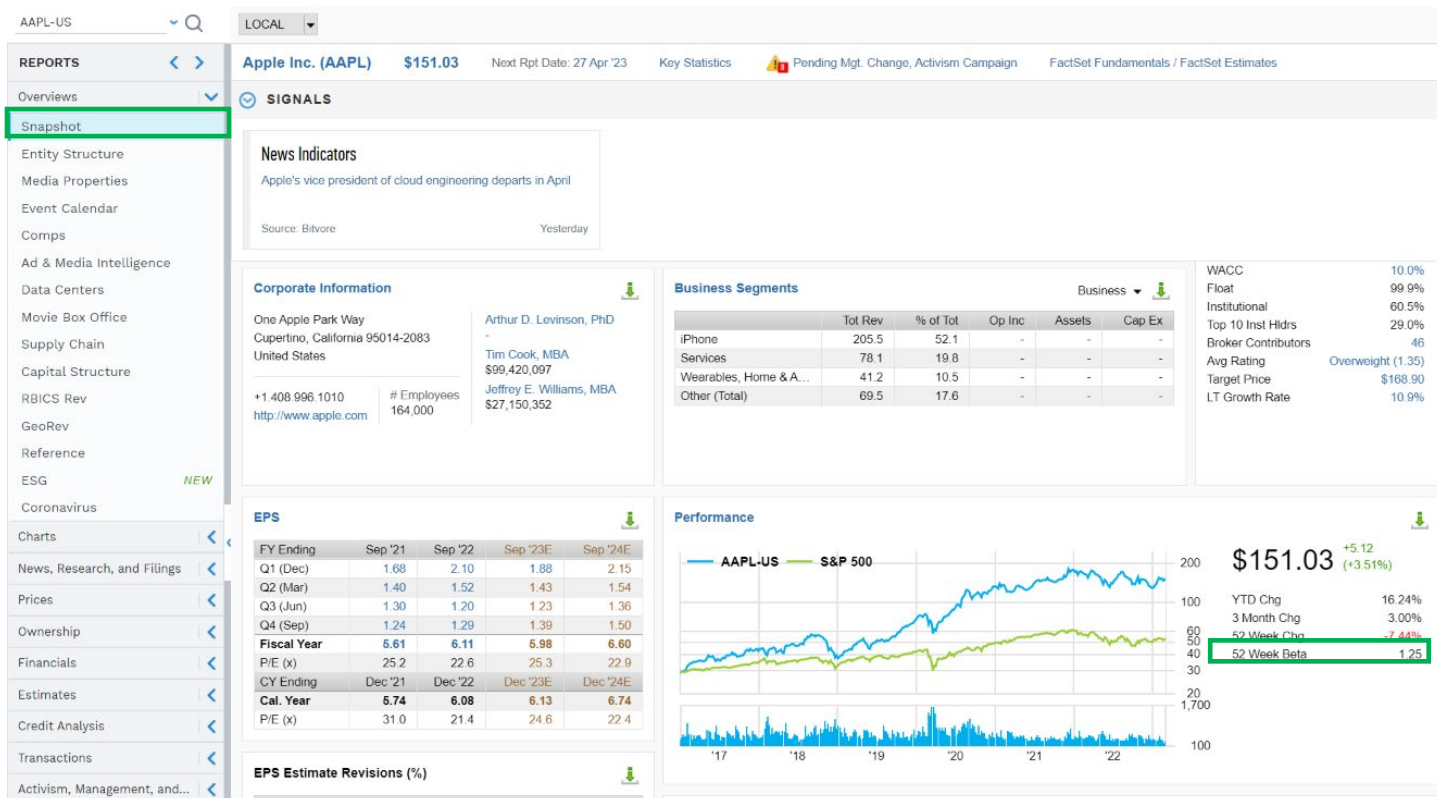 AAPL-US
LOCAL
REPORTS
Overviews
Snapshot
Entity Structure
Media Properties
Event Calendar
Comps
Ad & Media Intelligence
Data Centers
Movie Box Office
Supply Chain
Capital Structure
RBICS Rev
GeoRev
Reference
ESG NEW
Coronavirus
Charts
News, Research, and Filings
Prices
Ownership
Financials
Estimates
Credit Analysis
Transactions
Activism, Management, and...
Apple Inc. (AAPL) $151.03 Next Rpt Date: 27 Apr '23 Key Statistics Pending Mgt. Change, Activism Campaign FactSet Fundamentals / FactSet Estimates
SIGNALS
News Indicators
Apple's vice president of cloud engineering departs in April
Source: Bitvore Yesterday
Corporate Information
One Apple Park Way
Cupertino, California 95014-2083
United States
+1.408.996.1010
http://www.apple.com
# Employees
164,000
Arthur D. Levinson, PhD
-
Tim Cook, MBA
$99,420,097
Jeffrey E. Williams, MBA
$27,150,352
Business Segments Business
Tot Rev % of Tot Op Inc Assets Cap Ex
iPhone 205.5 52.1 - - -
Services 78.1 19.8 - - -
Wearables, Home & A... 41.2 10.5 - - -
Other (Total) 69.5 17.6 - - -
WACC 10.0%
Float 99.9%
Institutional 60.5%
Top 10 Inst Hldrs 29.0%
Broker Contributors 46
Avg Rating Overweight (1.35)
Target Price $168.90
LT Growth Rate 10.9%
EPS
FY Ending Sep '21 Sep '22 Sep '23E Sep '24E
Q1 (Dec) 1.68 2.10 1.88 2.15
Q2 (Mar) 1.40 1.52 1.43 1.54
Q3 (Jun) 1.30 1.20 1.23 1.36
Q4 (Sep) 1.24 1.29 1.39 1.50
Fiscal Year 5.61 6.11 5.98 6.60
P/E (x) 25.2 22.6 25.3 22.9
CY Ending Dec '21 Dec '22 Dec '23E Dec '24E
Cal. Year 5.74 6.08 6.13 6.74
P/E (x) 31.0 21.4 24.6 22.4
EPS Estimate Revisions (%)
Performance
AAPL-US S&P 500
200
100
60
50
40
30
20
1,700
100
'17 '18 '19 '20 '21 '22
$151.03 +5.12
(+3.51%)
YTD Chg 16.24%
3 Month Chg 3.00%
52 Week Chg -7.44%
52 Week Beta 1.25